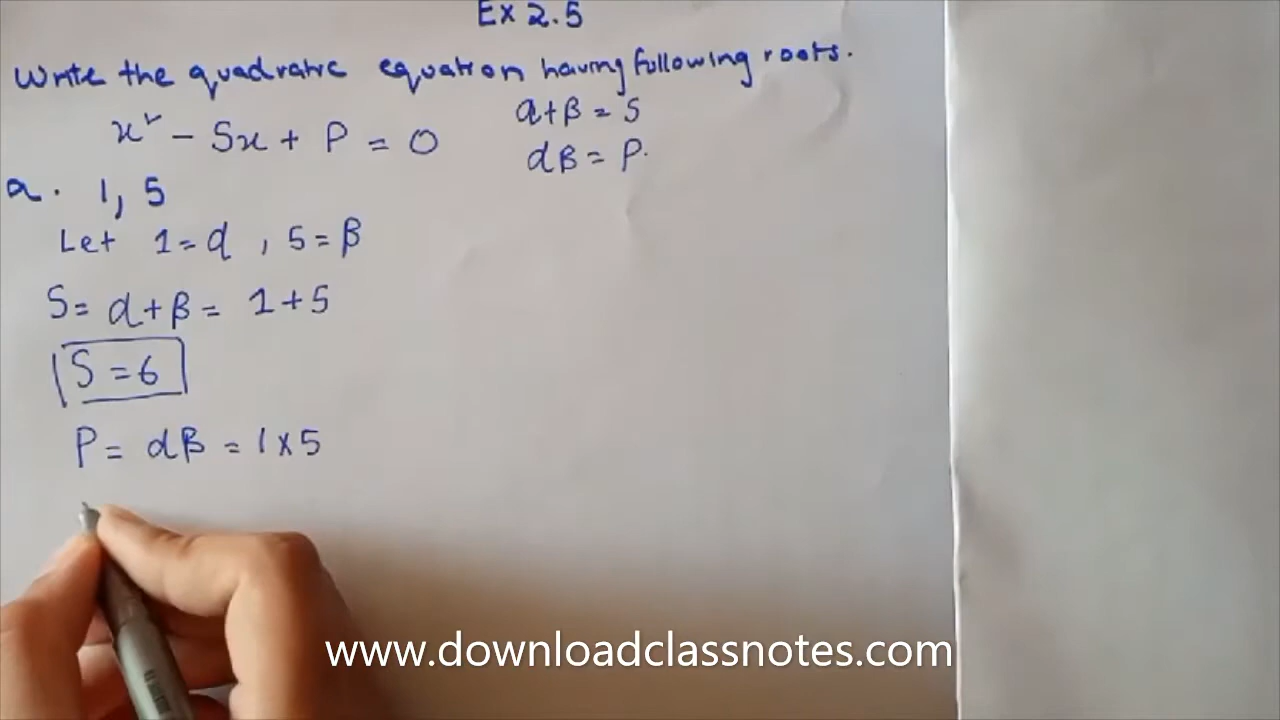 Ex 2.5
Write the quadratic equation having following roots.
x² - Sx + P = 0
α+β = S
αβ = P.
a. 1, 5
Let 1=α , 5=β
S= α+β = 1+5
S=6
P= αβ = 1×5
www.downloadclassnotes.com